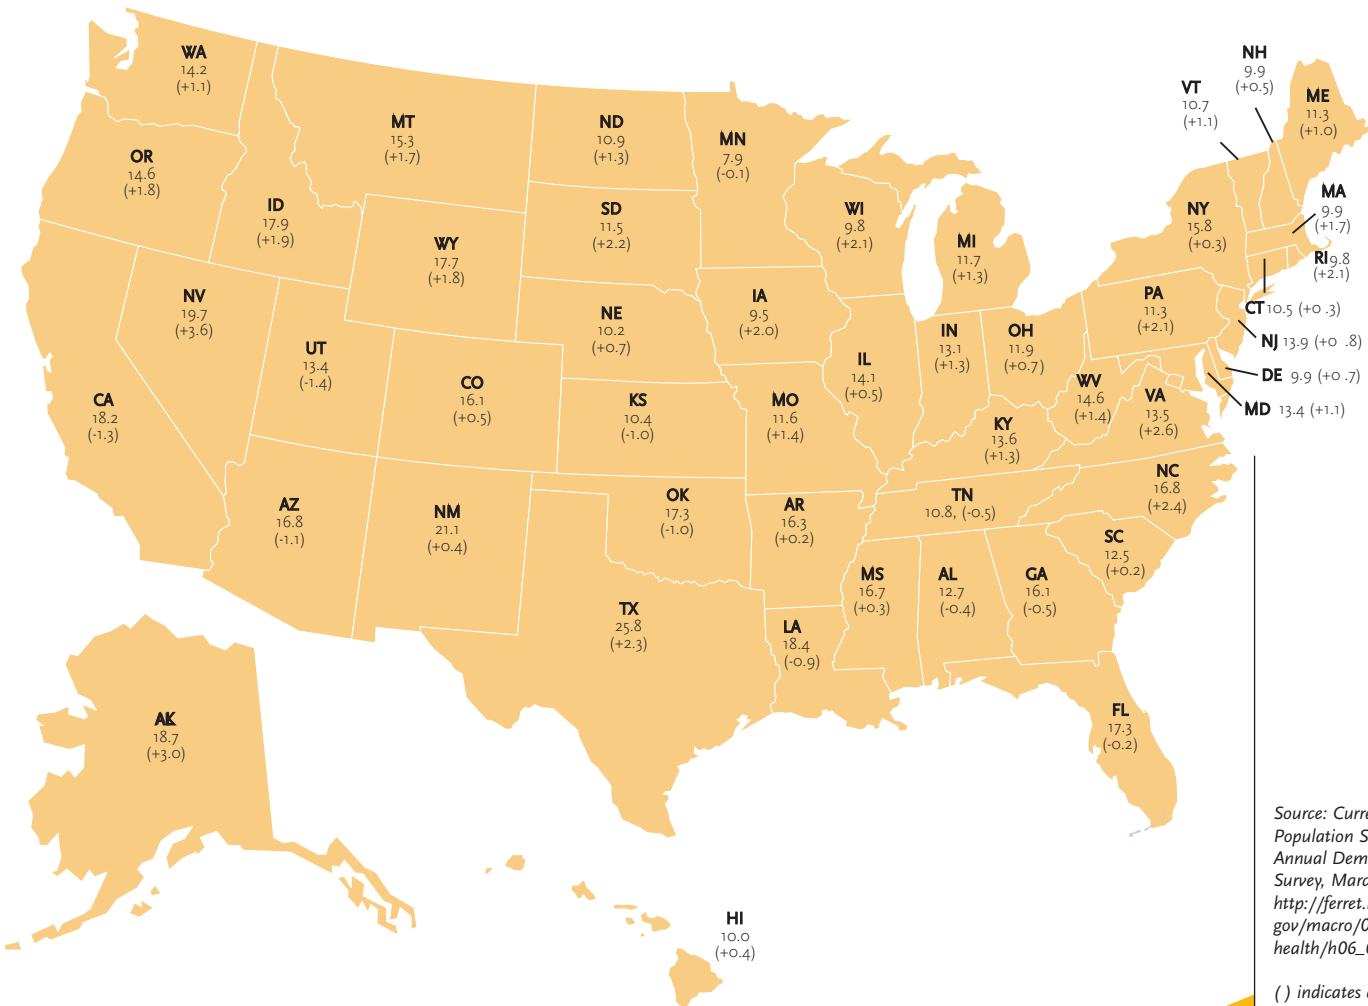 WA
14.2
(+1.1)
OR
14.6
(+1.8)
ID
17.9
(+1.9)
MT
15.3
(+1.7)
ND
10.9
(+1.3)
MN
7.9
(-0.1)
SD
11.5
(+2.2)
WY
17.7
(+1.8)
WI
9.8
(+2.1)
MI
11.7
(+1.3)
NY
15.8
(+0.3)
VT
10.7
(+1.1)
NH
9.9
(+0.5)
ME
11.3
(+1.0)
MA
9.9
(+1.7)
RI 9.8
(+2.1)
CT 10.5 (+0 .3)
NJ 13.9 (+0 .8)
DE 9.9 (+0 .7)
MD 13.4 (+1.1)
PA
11.3
(+2.1)
NV
19.7
(+3.6)
UT
13.4
(-1.4)
CA
18.2
(-1.3)
CO
16.1
(+0.5)
NE
10.2
(+0.7)
IA
9.5
(+2.0)
IL
14.1
(+0.5)
IN
13.1
(+1.3)
OH
11.9
(+0.7)
WV
14.6
(+1.4)
VA
13.5
(+2.6)
KS
10.4
(-1.0)
MO
11.6
(+1.4)
KY
13.6
(+1.3)
NC
16.8
(+2.4)
TN
10.8, (-0.5)
SC
12.5
(+0.2)
AZ
16.8
(-1.1)
NM
21.1
(+0.4)
OK
17.3
(-1.0)
AR
16.3
(+0.2)
MS
16.7
(+0.3)
AL
12.7
(-0.4)
GA
16.1
(-0.5)
TX
25.8
(+2.3)
LA
18.4
(-0.9)
FL
17.3
(-0.2)
AK
18.7
(+3.0)
HI
10.0
(+0.4)
Source: Curre
Population S
Annual Dem
Survey, Marc
http://ferret.
gov/macro/0
health/h06_
( ) indicates